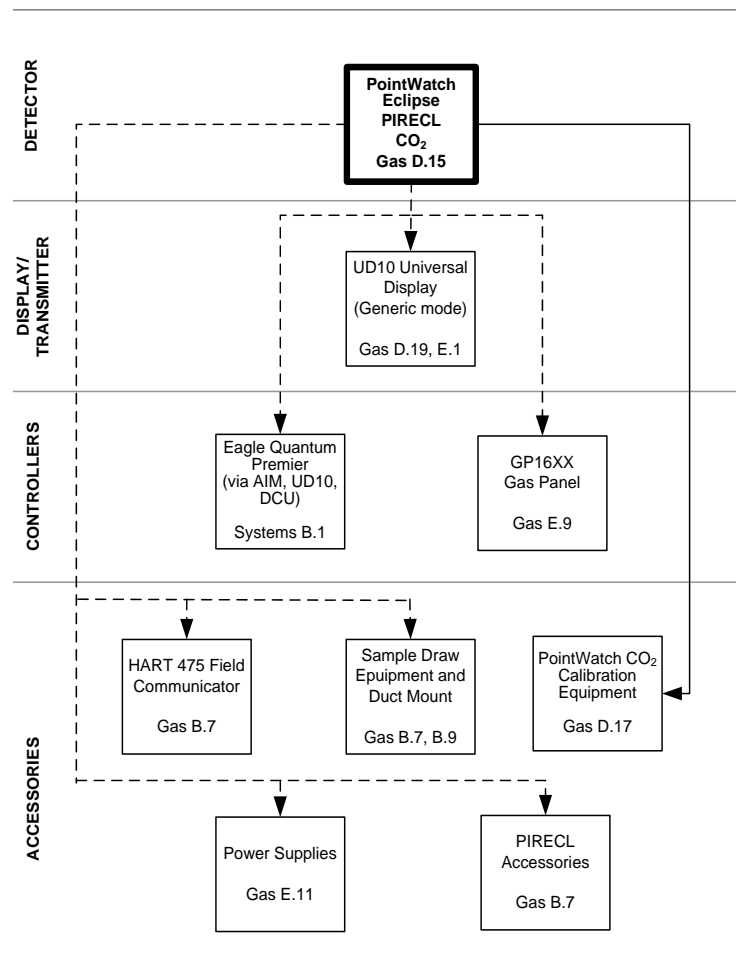 DETECTOR
PointWatch
Eclipse
PIRECL
CO₂
Gas D.15
DISPLAY/
TRANSMITTER
UD10 Universal
Display
(Generic mode)
Gas D.19, E.1
CONTROLLERS
Eagle Quantum
Premier
(via AIM, UD10,
DCU)
Systems B.1
GP16XX
Gas Panel
Gas E.9
ACCESSORIES
HART 475 Field
Communicator
Gas B.7
Sample Draw
Epuipment and
Duct Mount
Gas B.7, B.9
PointWatch CO₂
Calibration
Equipment
Gas D.17
Power Supplies
Gas E.11
PIRECL
Accessories
Gas B.7